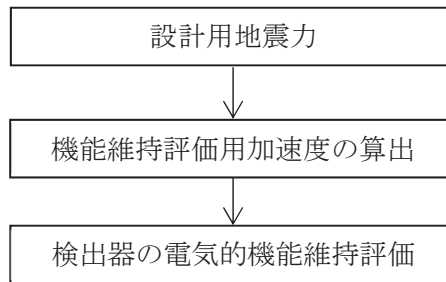 設計用地震力
機能維持評価用加速度の算出
検出器の電気的機能維持評価